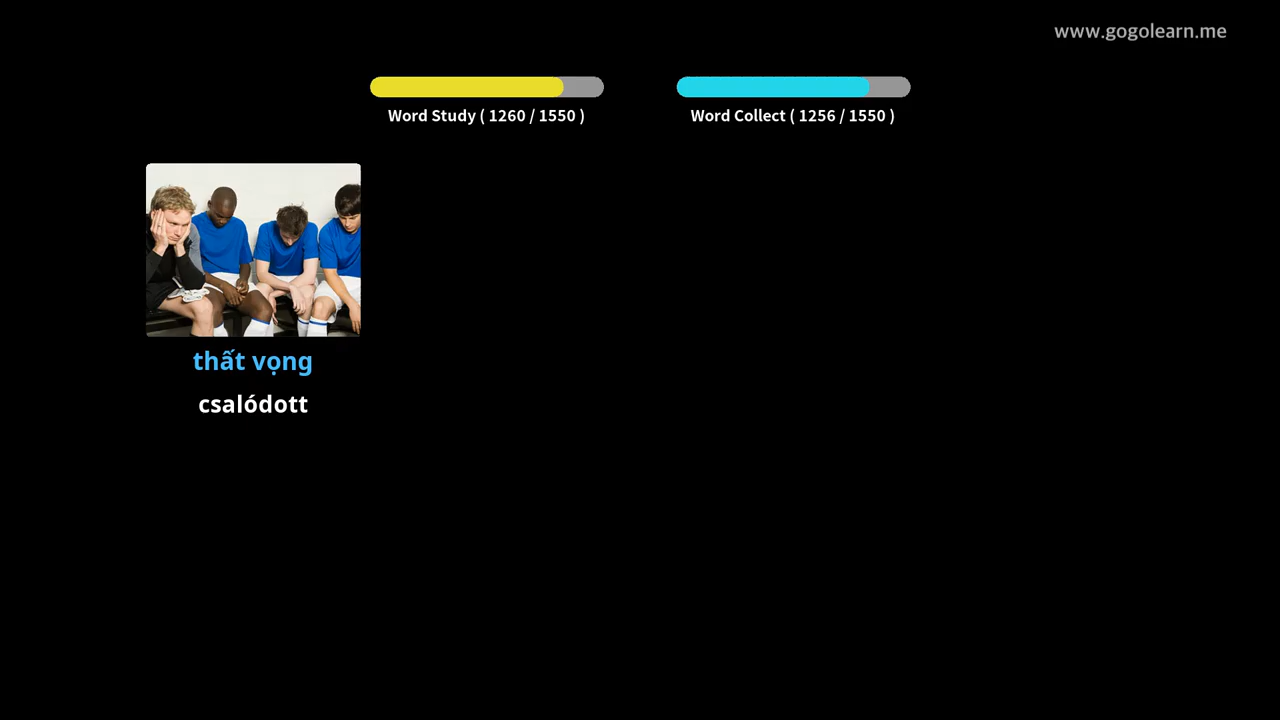 www.gogolearn.me
Word Study ( 1260 / 1550 )
Word Collect ( 1256 / 1550 )
thất vọng
csalódott